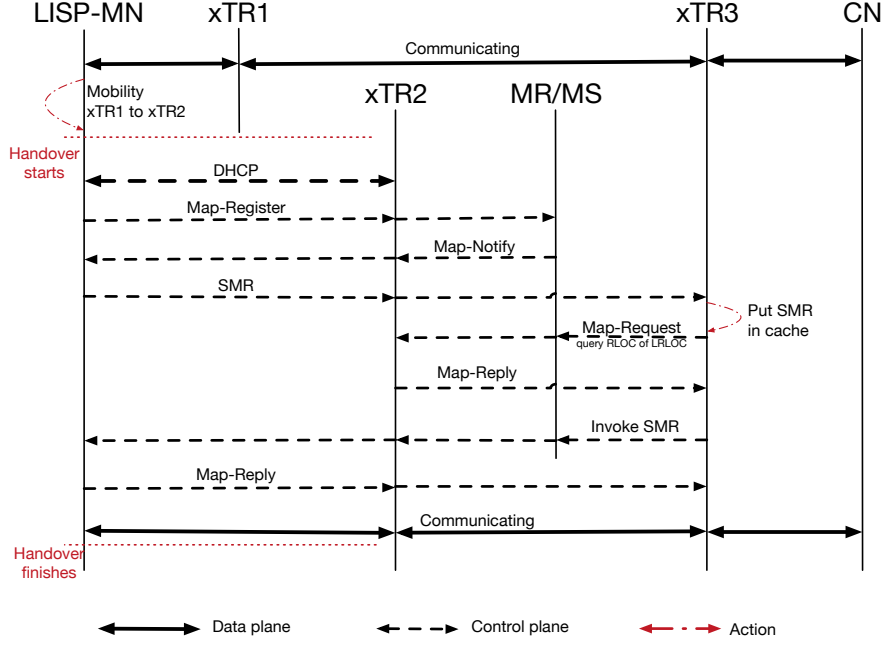 LISP-MN
xTR1
xTR3
CN
Communicating
Mobility
xTR1 to xTR2
xTR2
MR/MS
Handover
starts
DHCP
Map-Register
Map-Notify
SMR
Put SMR
in cache
Map-Request
query RLOC of LRLOC
Map-Reply
Invoke SMR
Map-Reply
Communicating
Handover
finishes
Data plane
Control plane
Action